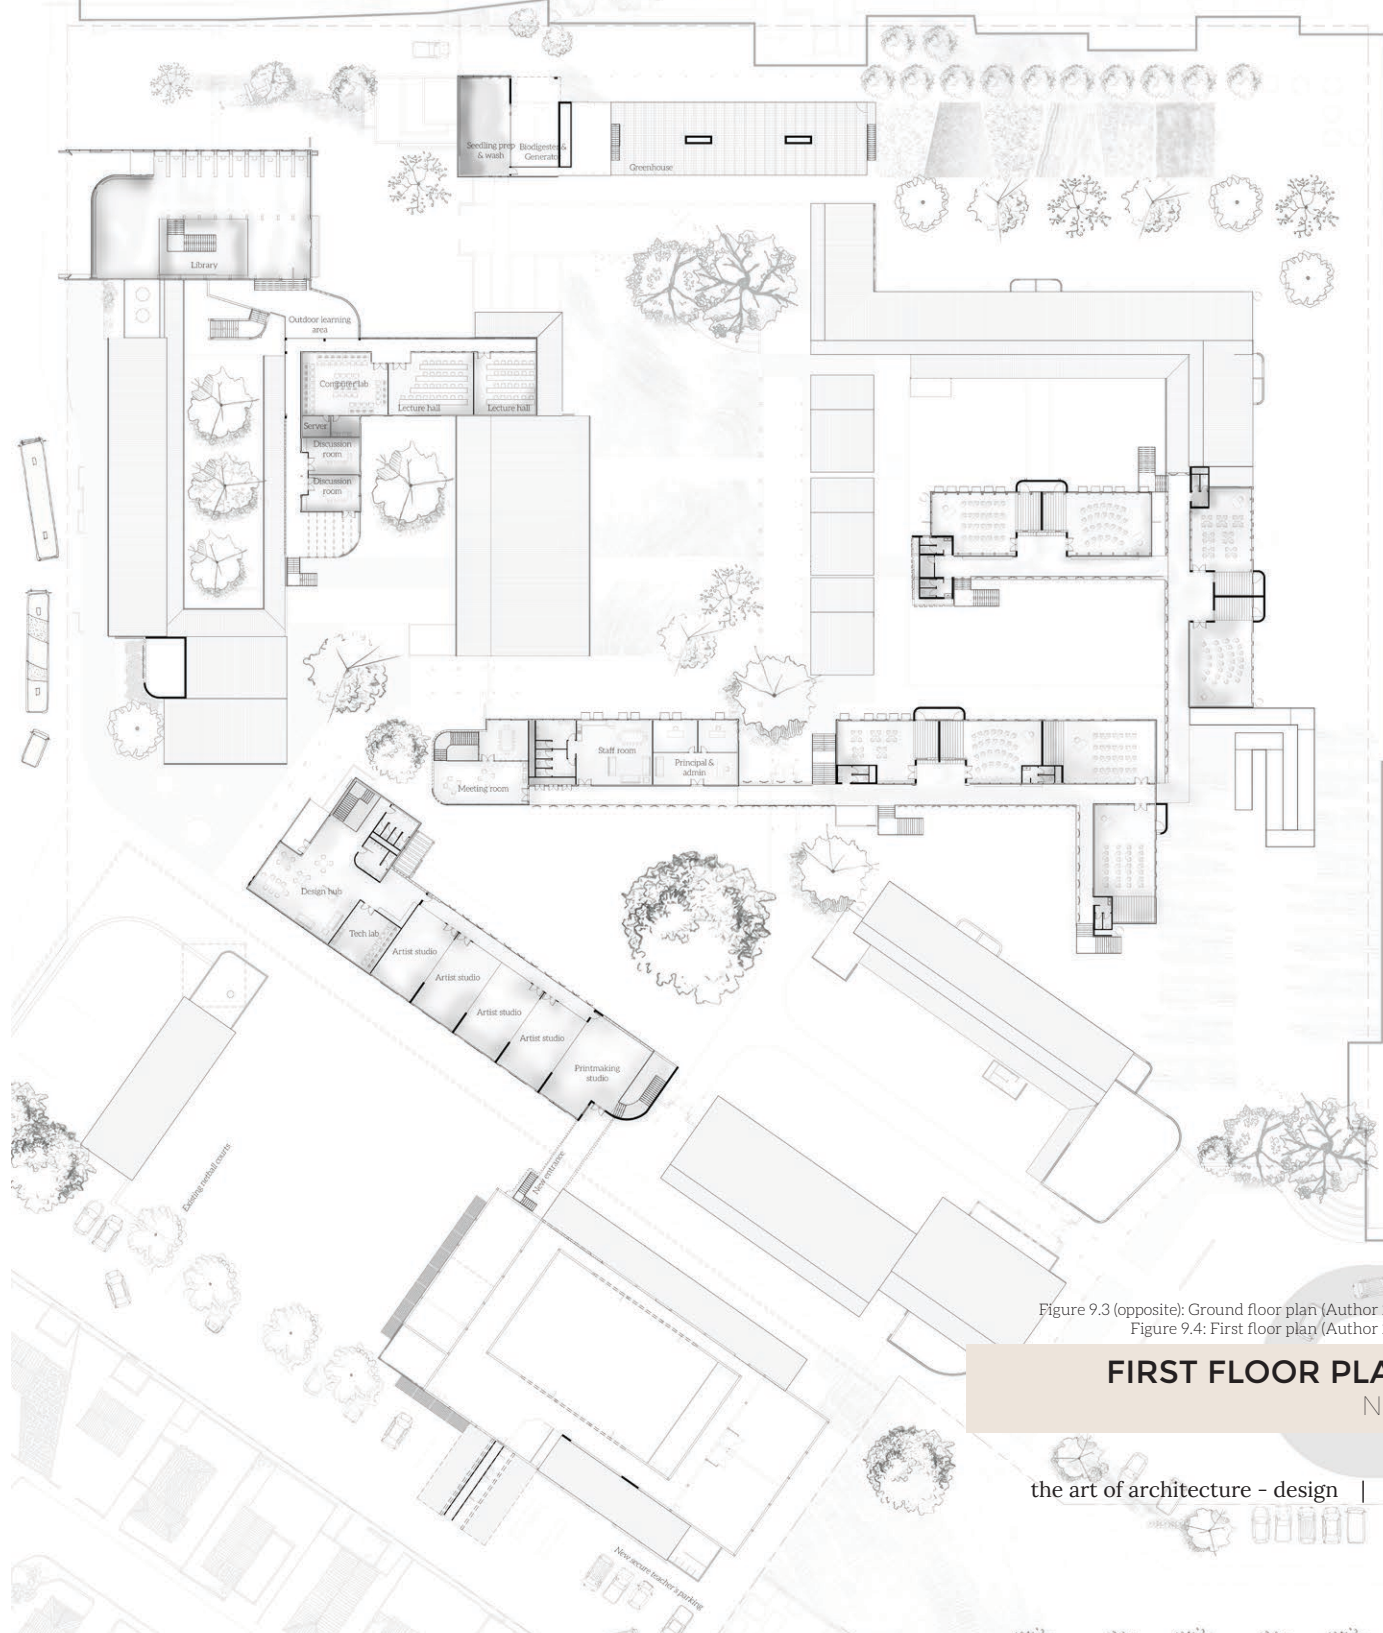 Seedling prep
& wash
Biodigester &
Generator
Greenhouse
Library
Outdoor learning
area
Computer lab
Lecture hall
Lecture hall
Server
Discussion
room
Discussion
room
Staff room
Principal &
admin
Meeting room
Design hub
Tech lab
Artist studio
Artist studio
Artist studio
Artist studio
Printmaking
studio
New entrance
Existing netball courts
New secure teacher's parking
Figure 9.3 (opposite): Ground floor plan (Author
Figure 9.4: First floor plan (Author
FIRST FLOOR PLA
N
the art of architecture - design |